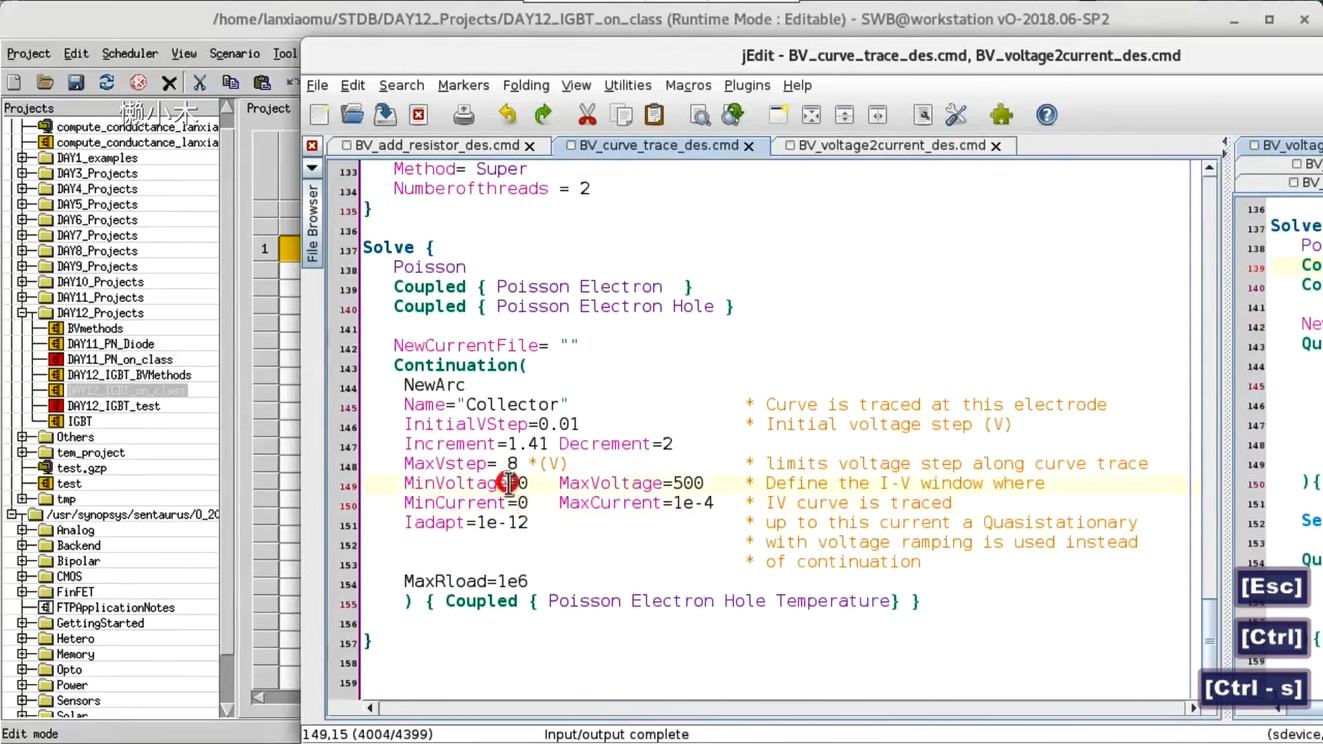 /home/lanxiaomu/STDB/DAY12_Projects/DAY12_IGBT_on_class (Runtime Mode : Editable) - SWB@workstation vO-2018.06-SP2
Project Edit Scheduler View Scenario Tool
Projects
Project
懒小木
compute_conductance_lanxia
compute_conductance_lanxia
DAY1_examples
DAY3_Projects
DAY4_Projects
DAY5_Projects
DAY6_Projects
DAY7_Projects
DAY8_Projects
DAY9_Projects
DAY10_Projects
DAY11_Projects
DAY12_Projects
BVmethods
DAY11_PN_Diode
DAY11_PN_on_class
DAY12_IGBT_BVMethods
DAY12_IGBT_on_class
DAY12_IGBT_test
IGBT
Others
tem_project
test.gzp
test
tmp
/usr/synopsys/sentaurus/O_20
Analog
Backend
Bipolar
CMOS
FinFET
FTPApplicationNotes
GettingStarted
Hetero
Memory
Opto
Power
Sensors
Solar
Edit mode
1
jEdit - BV_curve_trace_des.cmd, BV_voltage2current_des.cmd
File Edit Search Markers Folding View Utilities Macros Plugins Help
BV_add_resistor_des.cmd
BV_curve_trace_des.cmd
BV_voltage2current_des.cmd
File Browser
133 Method= Super
134 Numberofthreads = 2
135 }
136
137 Solve {
138 Poisson
139 Coupled { Poisson Electron }
140 Coupled { Poisson Electron Hole }
141
142 NewCurrentFile= ""
143 Continuation(
144 NewArc
145 Name="Collector" * Curve is traced at this electrode
146 InitialVStep=0.01 * Initial voltage step (V)
147 Increment=1.41 Decrement=2
148 MaxVstep= 8 *(V) * limits voltage step along curve trace
149 MinVoltage=0 MaxVoltage=500 * Define the I-V window where
150 MinCurrent=0 MaxCurrent=1e-4 * IV curve is traced
151 Iadapt=1e-12 * up to this current a Quasistationary
152 * with voltage ramping is used instead
153 * of continuation
154 MaxRload=1e6
155 ) { Coupled { Poisson Electron Hole Temperature} }
156
157 }
158
159
149,15 (4004/4399) Input/output complete (sdevice,
BV_voltag
BV_
BV_
136
137 Solve {
138 Po
139 Co
140 Co
141
142 Ne
143 Qu
145
150
Se
Qu
155
){
159
[Esc]
[Ctrl]
[Ctrl - s]